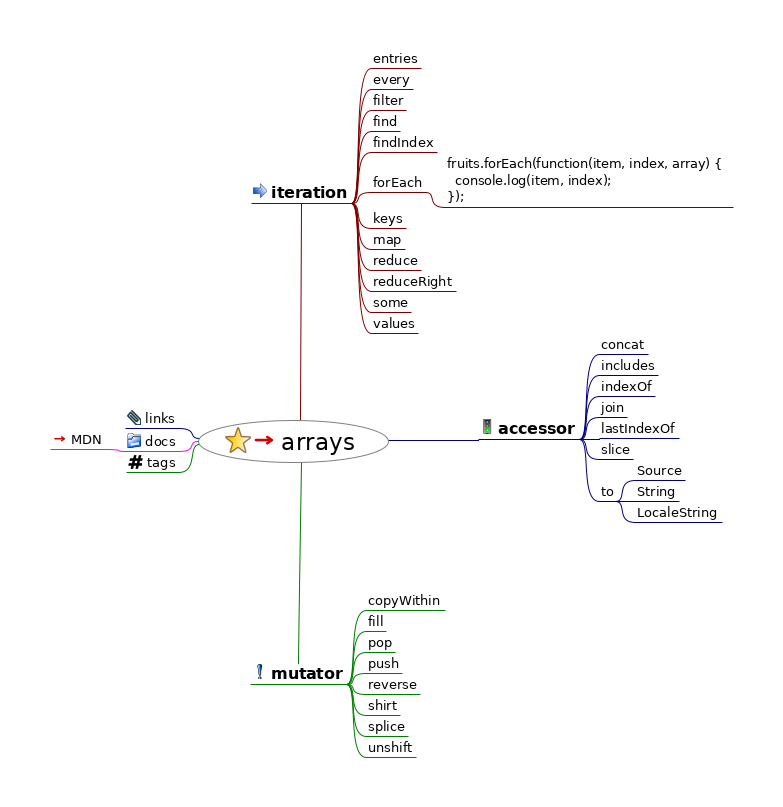 entries
every
filter
find
findIndex
fruits.forEach(function(item, index, array) {
  console.log(item, index);
});
forEach
iteration
keys
map
reduce
reduceRight
some
values
concat
includes
indexOf
join
lastIndexOf
accessor
slice
to
Source
String
LocaleString
links
docs
MDN
# tags
arrays
copyWithin
fill
pop
push
reverse
shirt
splice
unshift
mutator